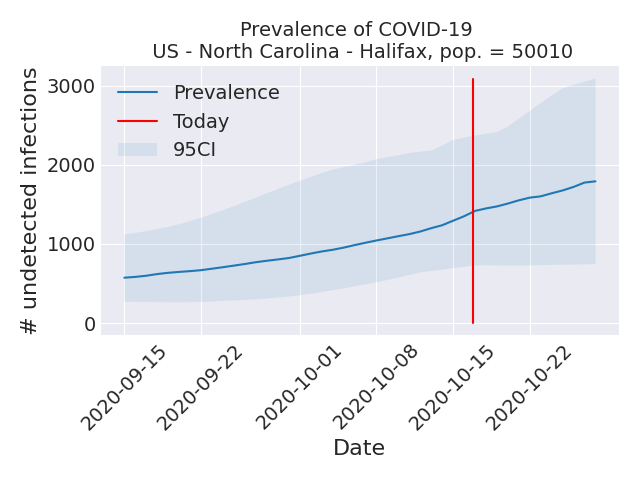 Prevalence of COVID-19
US - North Carolina - Halifax, pop. = 50010
# undetected infections
3000
2000
1000
0
Prevalence
Today
95CI
2020-09-15
2020-09-22
2020-10-01
2020-10-08
2020-10-15
2020-10-22
Date